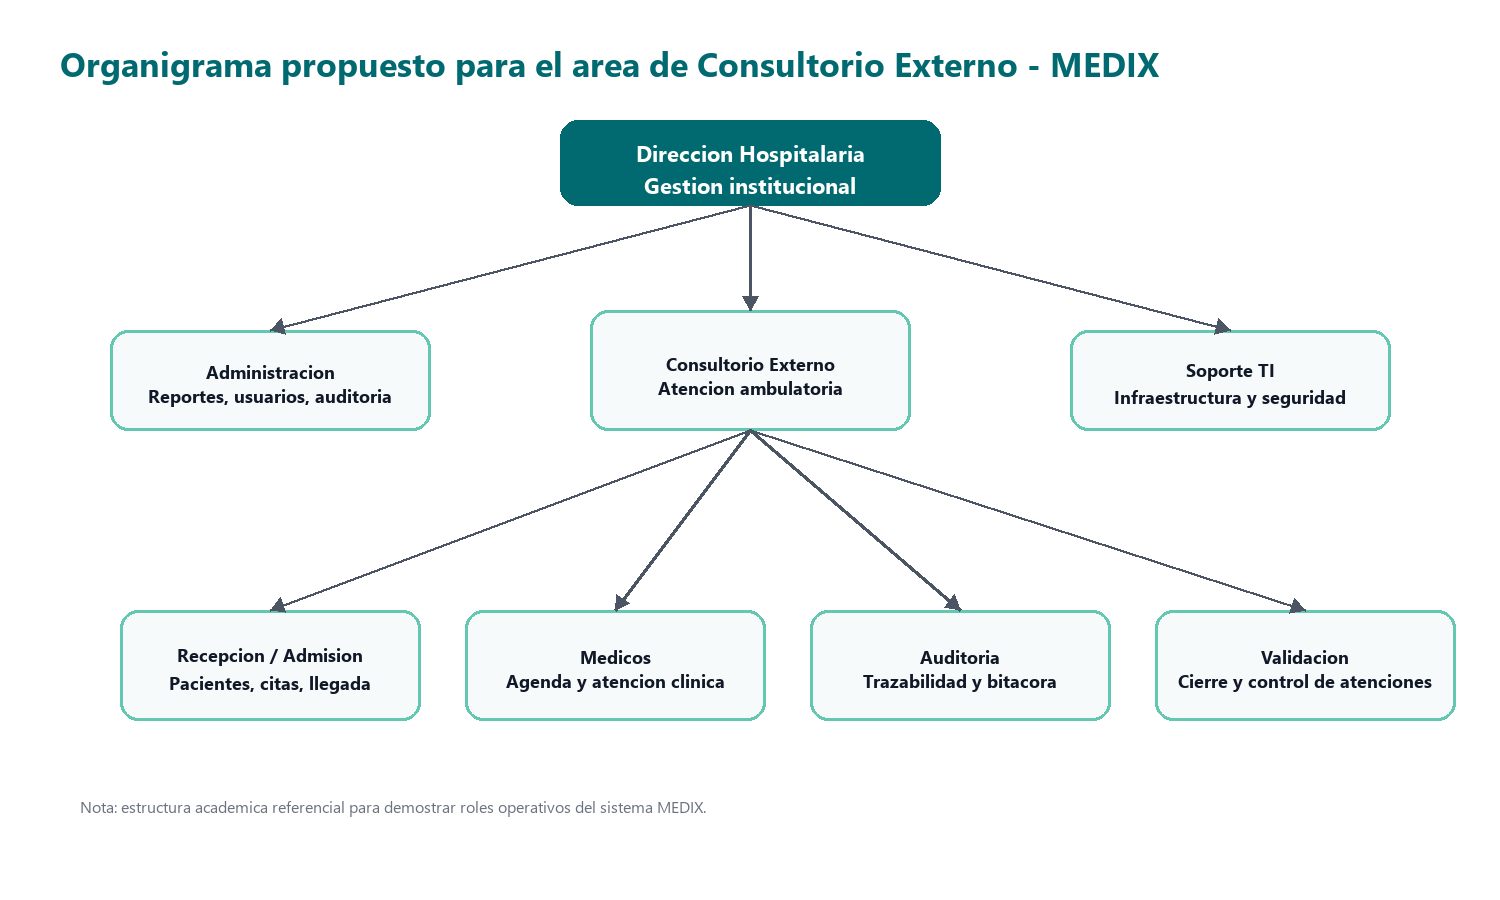 Organigrama propuesto para el area de Consultorio Externo - MEDIX
Direccion Hospitalaria
Gestion institucional
Administracion
Reportes, usuarios, auditoria
Consultorio Externo
Atencion ambulatoria
Soporte TI
Infraestructura y seguridad
Recepcion / Admision
Pacientes, citas, llegada
Medicos
Agenda y atencion clinica
Auditoria
Trazabilidad y bitacora
Validacion
Cierre y control de atenciones
Nota: estructura academica referencial para demostrar roles operativos del sistema MEDIX.